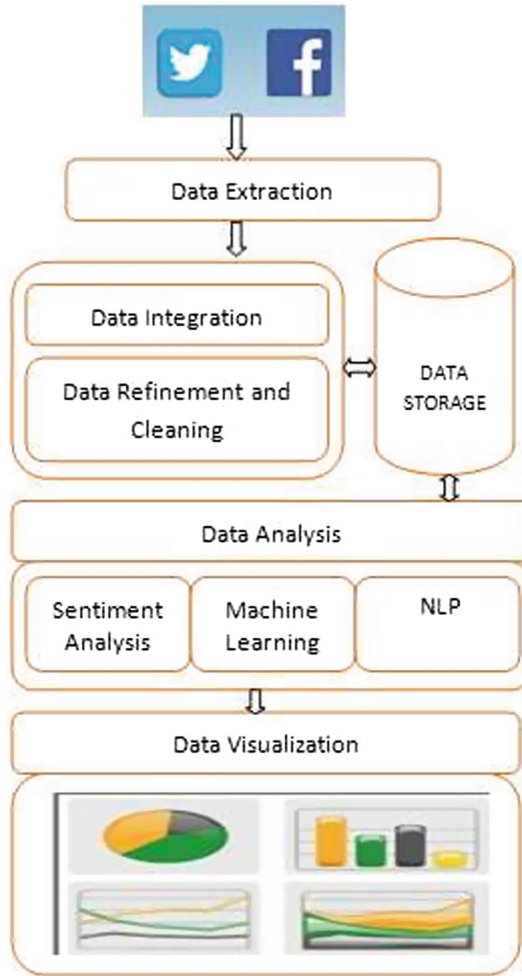 Data Extraction
Data Integration
Data Refinement and
Cleaning
DATA
STORAGE
Data Analysis
Sentiment
Analysis
Machine
Learning
NLP
Data Visualization